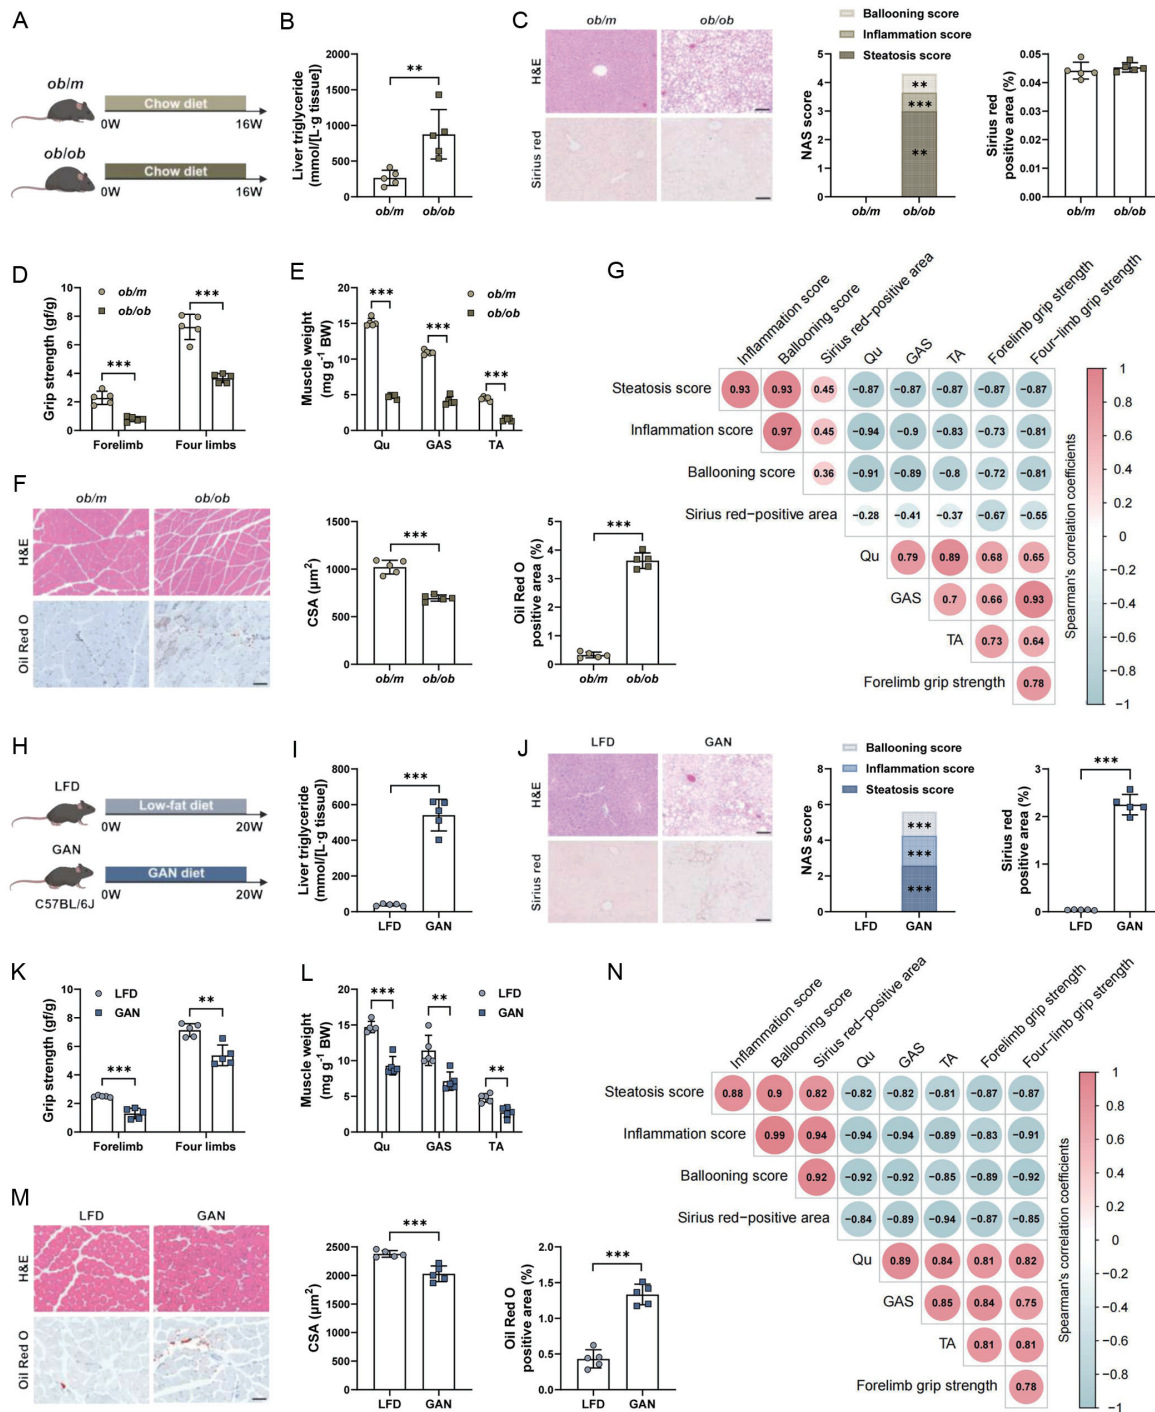 A
ob/m
Chow diet
0W
16W
ob/ob
Chow diet
0W
16W
B
Liver triglyceride
(mmol/[L·g tissue])
2000
1500
1000
500
0
**
ob/m
ob/ob
C
ob/m
ob/ob
H&E
Sirius red
Ballooning score
Inflammation score
Steatosis score
NAS score
5
4
3
2
1
0
**
***
**
ob/m
ob/ob
Sirius red
positive area (%)
0.05
0.04
0.03
0.02
0.01
0.00
ob/m
ob/ob
D
Grip strength (gf/g)
10
8
6
4
2
0
ob/m
ob/ob
***
***
Forelimb
Four limbs
E
Muscle weight
(mg g⁻¹ BW)
20
15
10
5
0
ob/m
ob/ob
***
***
***
Qu
GAS
TA
F
ob/m
ob/ob
H&E
Oil Red O
CSA (µm²)
1500
1000
500
0
***
ob/m
ob/ob
Oil Red O
positive area (%)
5
4
3
2
1
0
***
ob/m
ob/ob
G
Inflammation score
Ballooning score
Sirius red-positive area
Qu
GAS
TA
Forelimb grip strength
Four-limb grip strength
Steatosis score
0.93 0.93 0.45 −0.87 −0.87 −0.87 −0.87 −0.87
Inflammation score
0.97 0.45 −0.94 −0.9 −0.83 −0.73 −0.81
Ballooning score
0.36 −0.91 −0.89 −0.8 −0.72 −0.81
Sirius red-positive area
−0.28 −0.41 −0.37 −0.67 −0.55
Qu
0.79 0.89 0.68 0.65
GAS
0.7 0.66 0.93
TA
0.73 0.64
Forelimb grip strength
0.78
Spearman's correlation coefficients
1
0.8
0.6
0.4
0.2
0
−0.2
−0.4
−0.6
−0.8
−1
H
LFD
Low-fat diet
0W
20W
GAN
GAN diet
0W
20W
C57BL/6J
I
Liver triglyceride
(mmol/[L·g tissue])
800
600
400
200
0
***
LFD
GAN
J
LFD
GAN
H&E
Sirius red
Ballooning score
Inflammation score
Steatosis score
NAS score
8
6
4
2
0
***
***
***
LFD
GAN
Sirius red
positive area (%)
3
2
1
0
***
LFD
GAN
K
Grip strength (gf/g)
10
8
6
4
2
0
LFD
GAN
***
**
Forelimb
Four limbs
L
Muscle weight
(mg g⁻¹ BW)
20
15
10
5
0
LFD
GAN
***
**
**
Qu
GAS
TA
M
LFD
GAN
H&E
Oil Red O
CSA (µm²)
2500
2000
1500
1000
500
0
***
LFD
GAN
Oil Red O
positive area (%)
2.0
1.5
1.0
0.5
0.0
***
LFD
GAN
N
Inflammation score
Ballooning score
Sirius red-positive area
Qu
GAS
TA
Forelimb grip strength
Four-limb grip strength
Steatosis score
0.88 0.9 0.82 −0.82 −0.82 −0.81 −0.87 −0.87
Inflammation score
0.99 0.94 −0.94 −0.94 −0.89 −0.83 −0.91
Ballooning score
0.92 −0.92 −0.92 −0.85 −0.89 −0.92
Sirius red-positive area
−0.84 −0.89 −0.94 −0.87 −0.85
Qu
0.89 0.84 0.81 0.82
GAS
0.85 0.84 0.75
TA
0.81 0.81
Forelimb grip strength
0.78
Spearman's correlation coefficients
1
0.8
0.6
0.4
0.2
0
−0.2
−0.4
−0.6
−0.8
−1